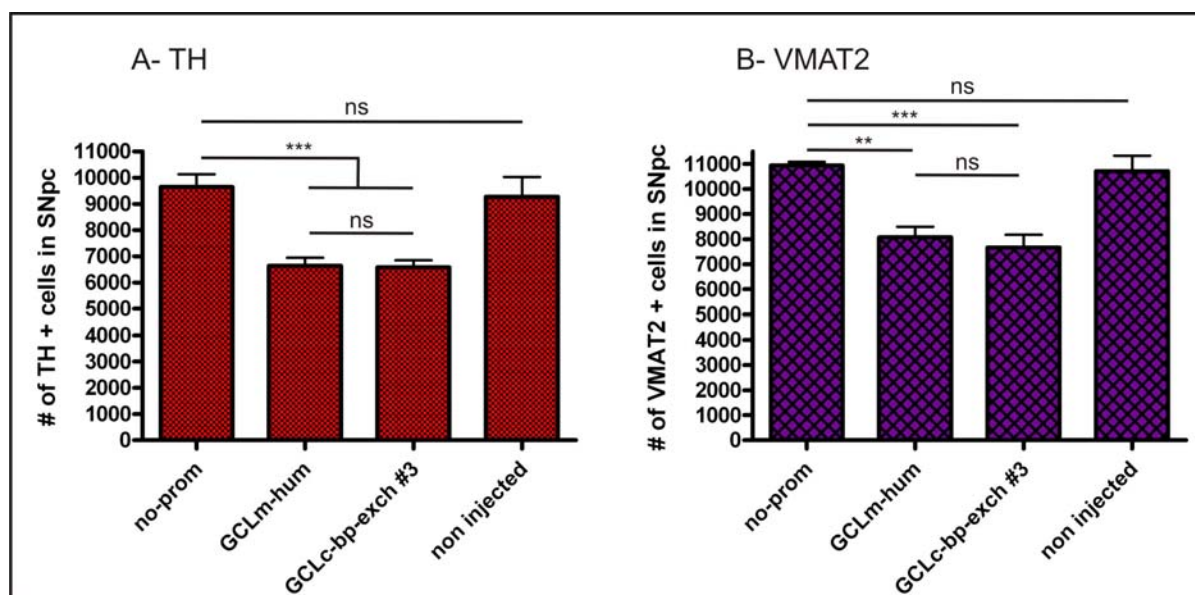 A- TH
ns
***
ns
# of TH + cells in SNpc
11000
10000
9000
8000
7000
6000
5000
4000
3000
2000
1000
0
no-prom
GCLm-hum
GCLc-bp-exch #3
non injected
B- VMAT2
ns
***
**
ns
# of VMAT2 + cells in SNpc
11000
10000
9000
8000
7000
6000
5000
4000
3000
2000
1000
0
no-prom
GCLm-hum
GCLc-bp-exch #3
non injected